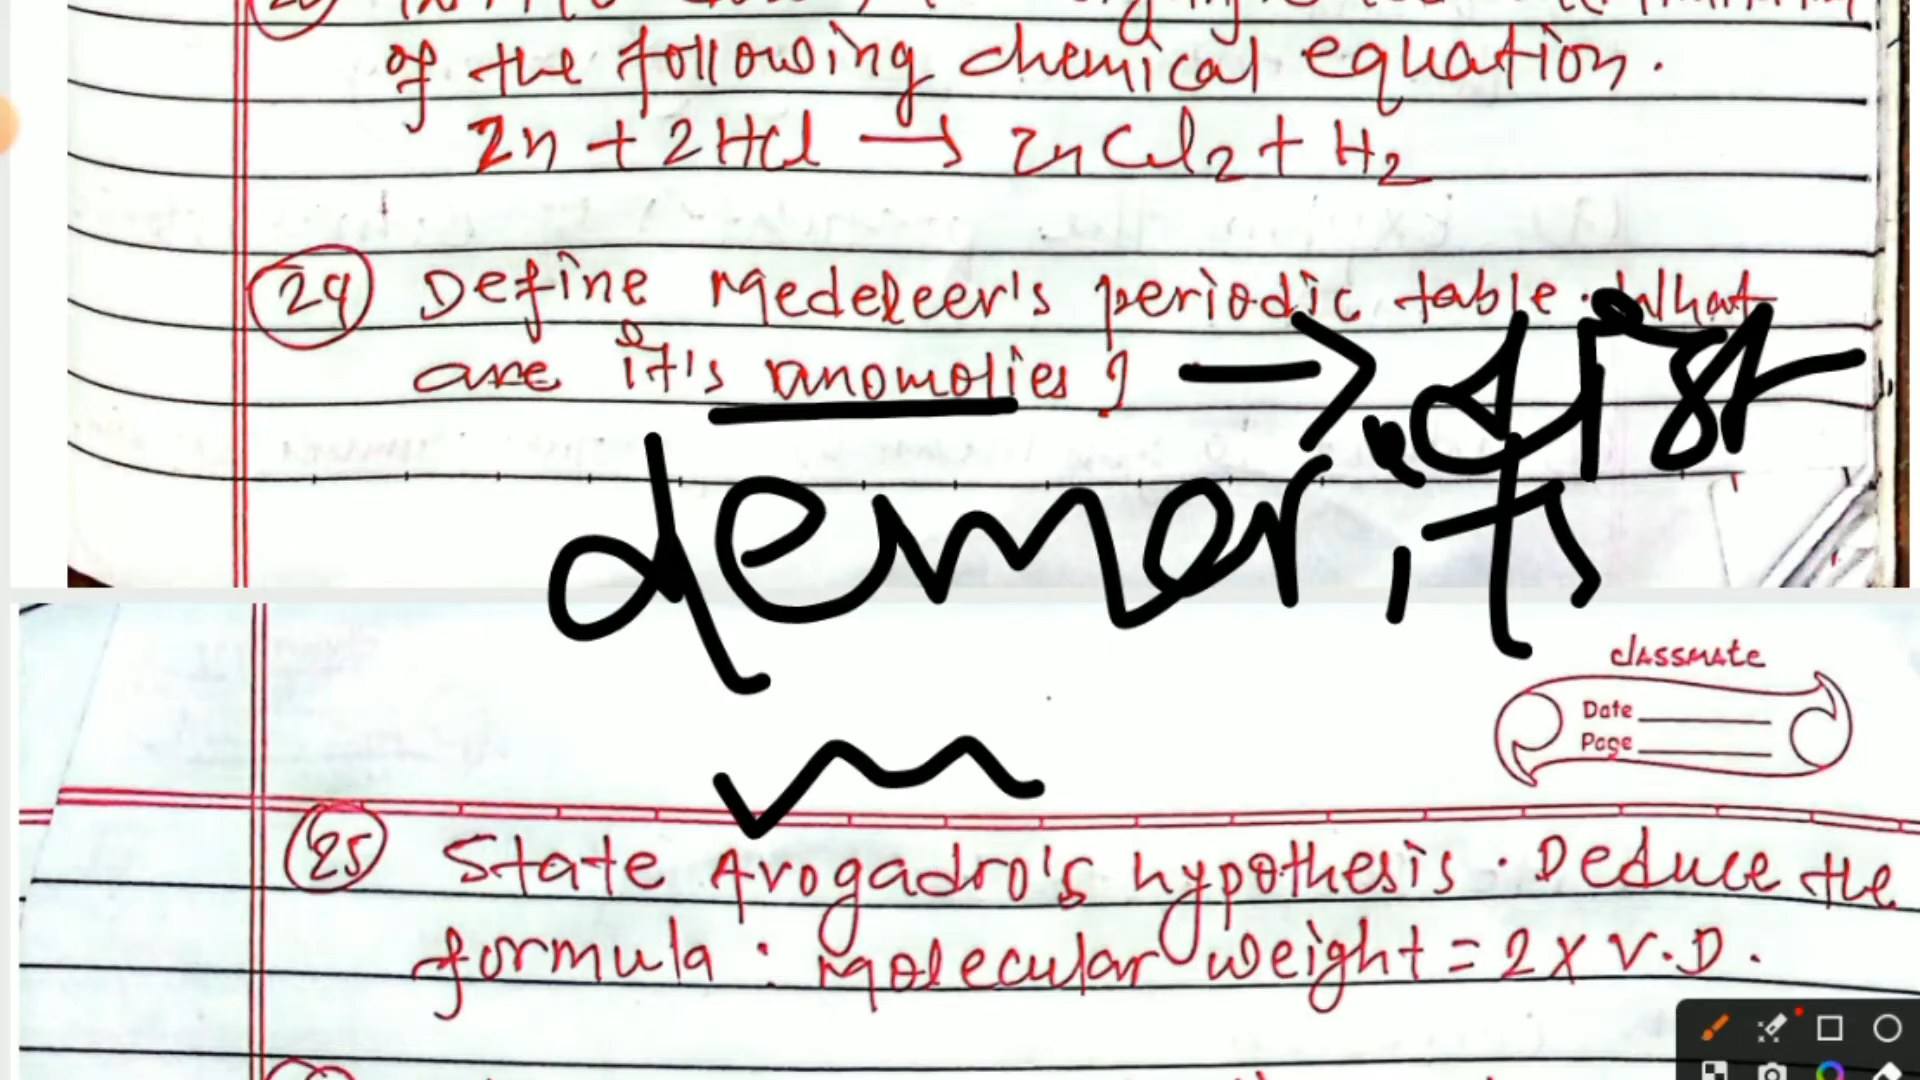 of the following chemical equation.
Zn + 2HCl → ZnCl2 + H2
24 Define Medeleer's periodic table. What
are it's anomolies ?
demerits
classmate
Date
Page
25 State Avogadro's hypothesis. Deduce the
formula : Molecular weight = 2 x V.D.